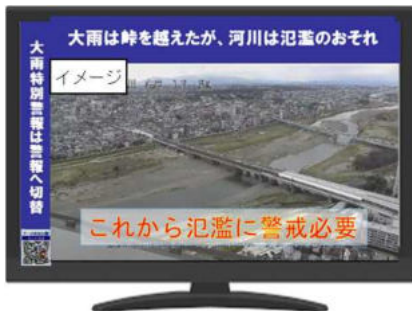 大雨は峠を越えたが、河川は氾濫のおそれ
大雨特別警報は警報へ切替
イメージ
これから氾濫に警戒必要